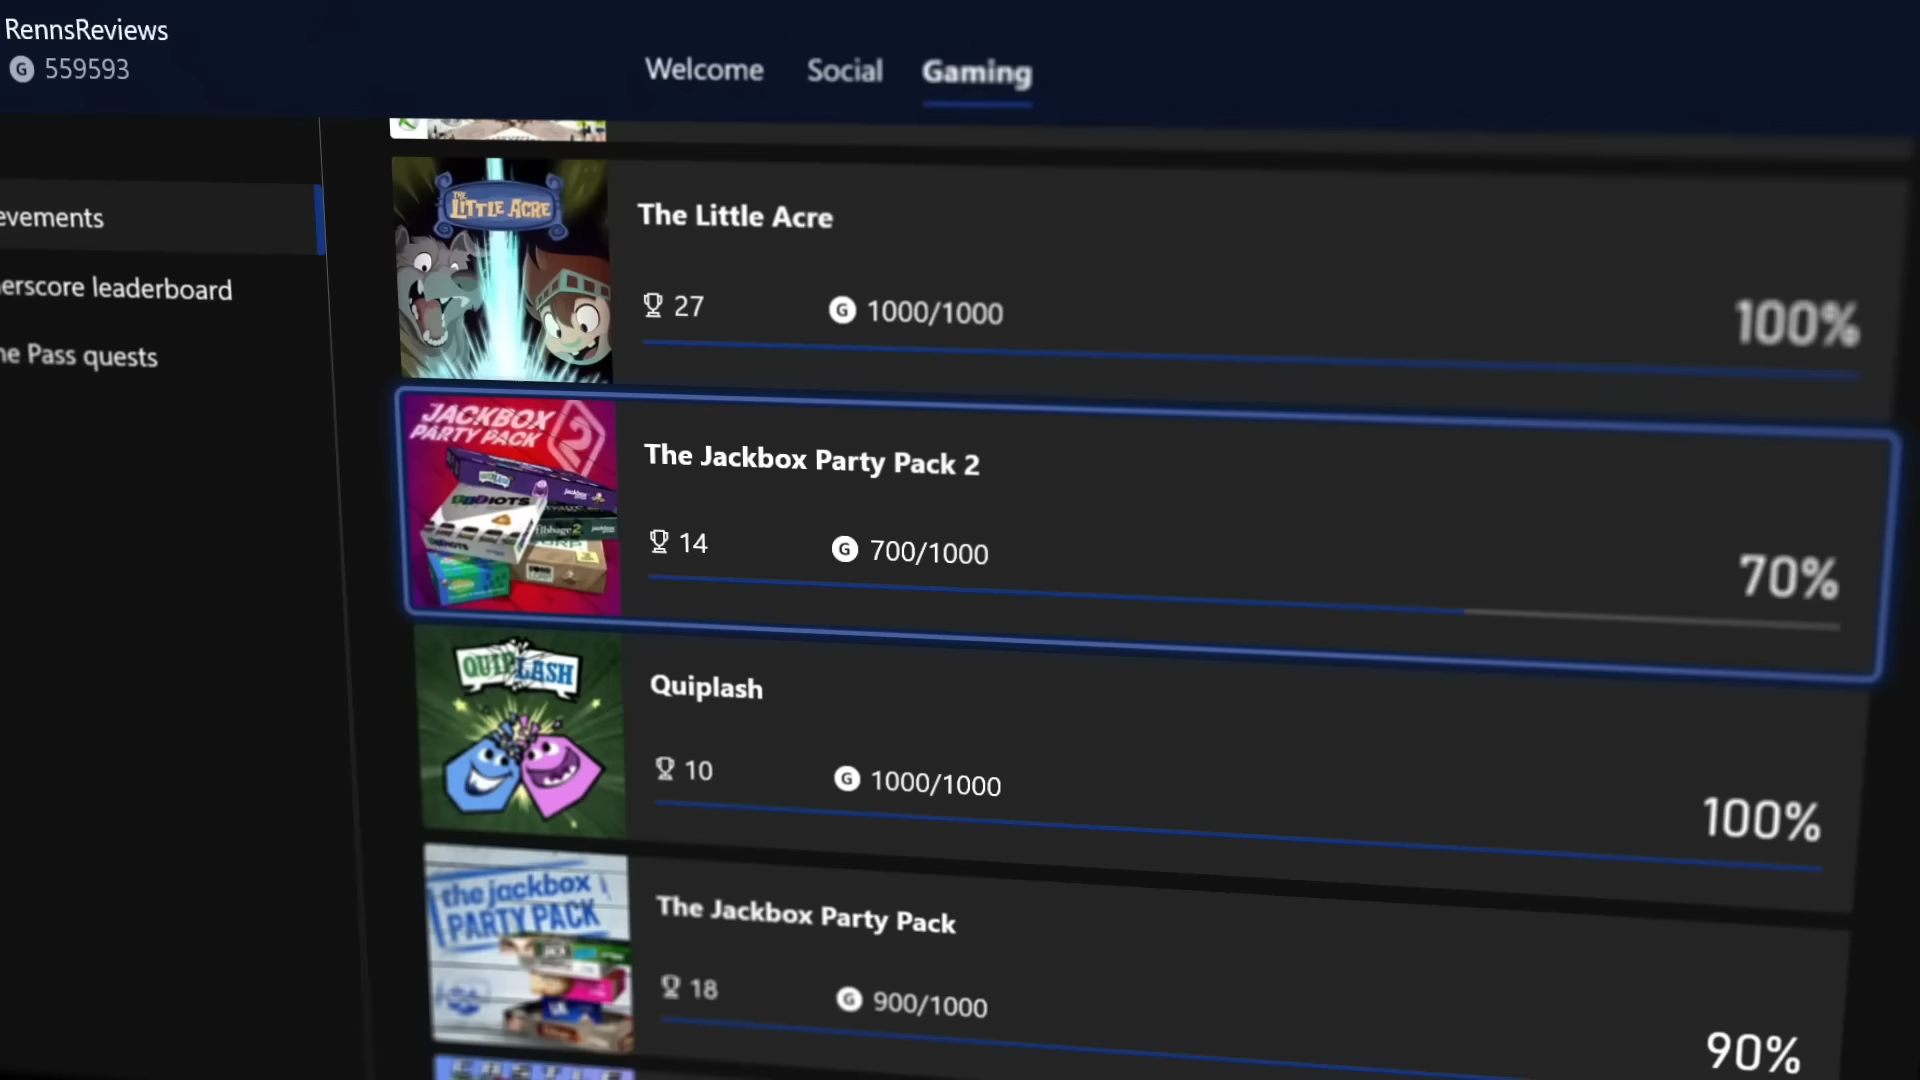 RennsReviews
G 559593
Welcome Social Gaming
evements
erscore leaderboard
ne Pass quests
THE LITTLE ACRE
The Little Acre
27 G 1000/1000
100%
JACKBOX
PARTY PACK 2
The Jackbox Party Pack 2
14 G 700/1000
70%
QUIPLASH
Quiplash
10 G 1000/1000
100%
the jackbox
PARTY PACK
The Jackbox Party Pack
18 G 900/1000
90%